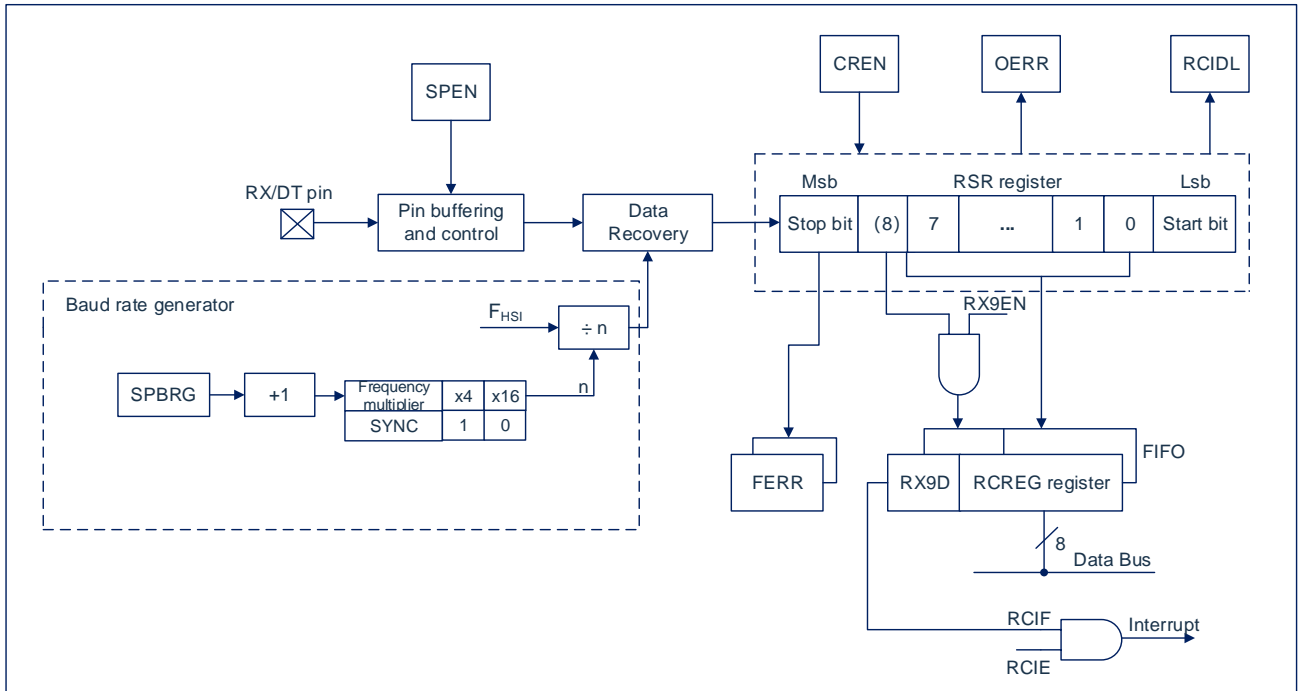 CREN
OERR
RCIDL
SPEN
RX/DT pin
Pin buffering
and control
Data
Recovery
Msb
RSR register
Lsb
Stop bit
(8)
7
...
1
0
Start bit
Baud rate generator
FHSI
÷ n
n
SPBRG
+1
Frequency
multiplier
x4
x16
SYNC
1
0
RX9EN
FERR
RX9D
RCREG register
FIFO
8
Data Bus
RCIF
RCIE
Interrupt